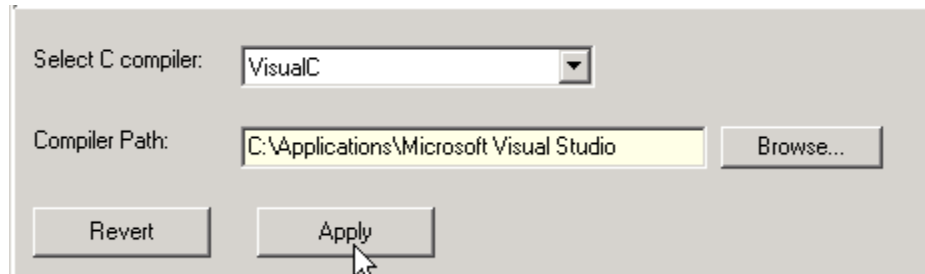 Select C compiler: VisualC
Compiler Path: C:\Applications\Microsoft Visual Studio Browse...
Revert Apply